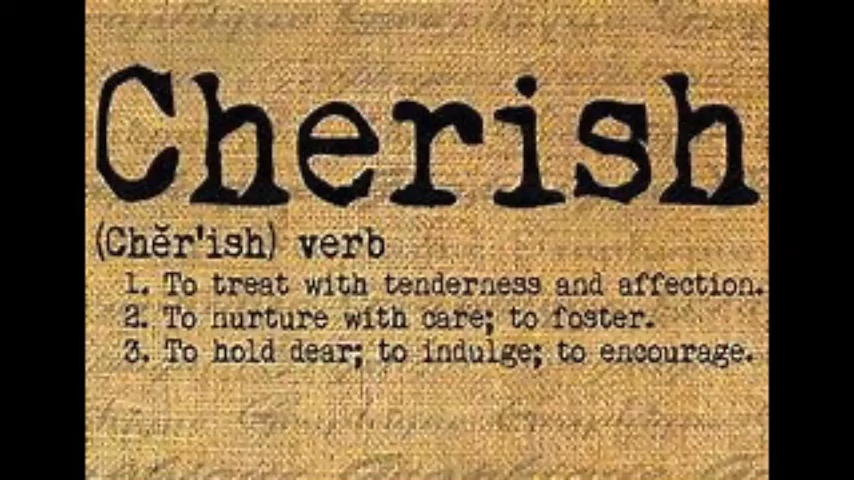 Cherish
(Chĕr'ish) verb
1. To treat with tenderness and affection.
2. To nurture with care; to foster.
3. To hold dear; to indulge; to encourage.